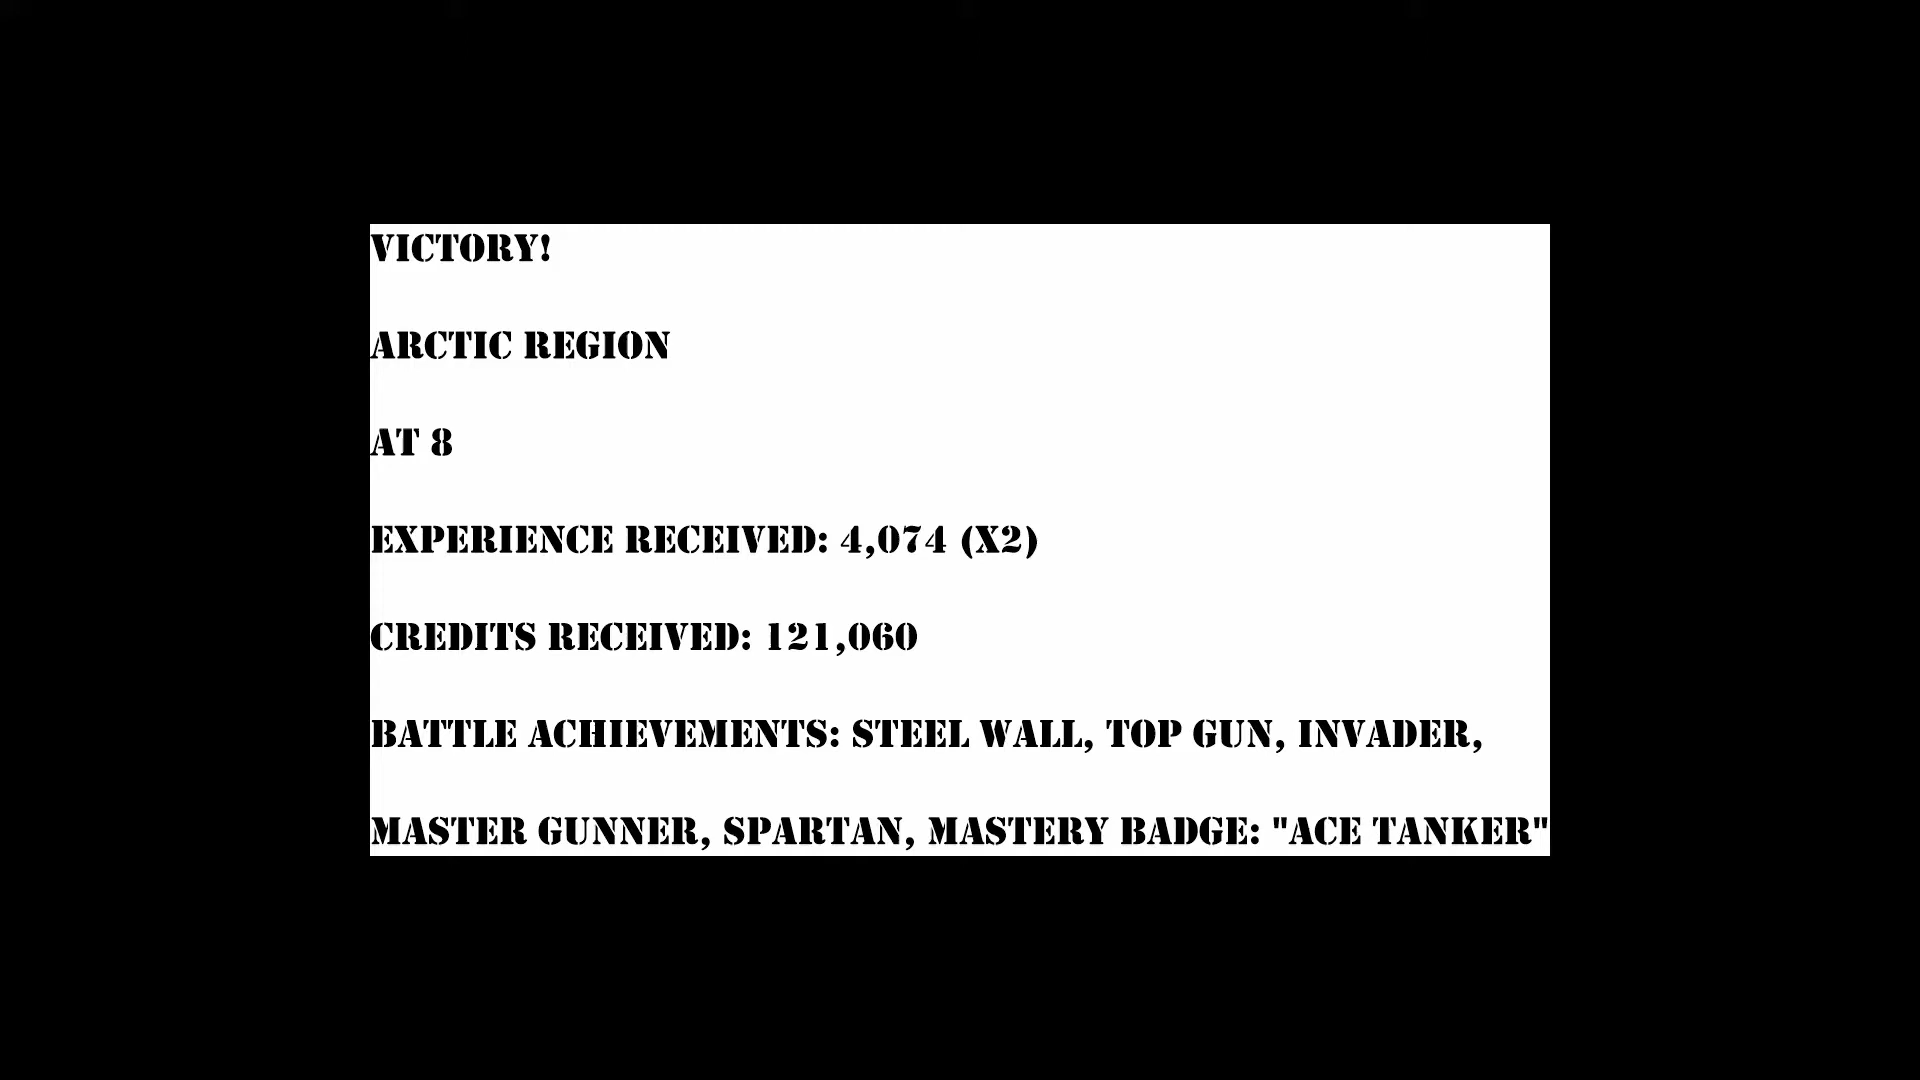 VICTORY!
ARCTIC REGION
AT 8
EXPERIENCE RECEIVED: 4,074 (X2)
CREDITS RECEIVED: 121,060
BATTLE ACHIEVEMENTS: STEEL WALL, TOP GUN, INVADER,
MASTER GUNNER, SPARTAN, MASTERY BADGE: "ACE TANKER"